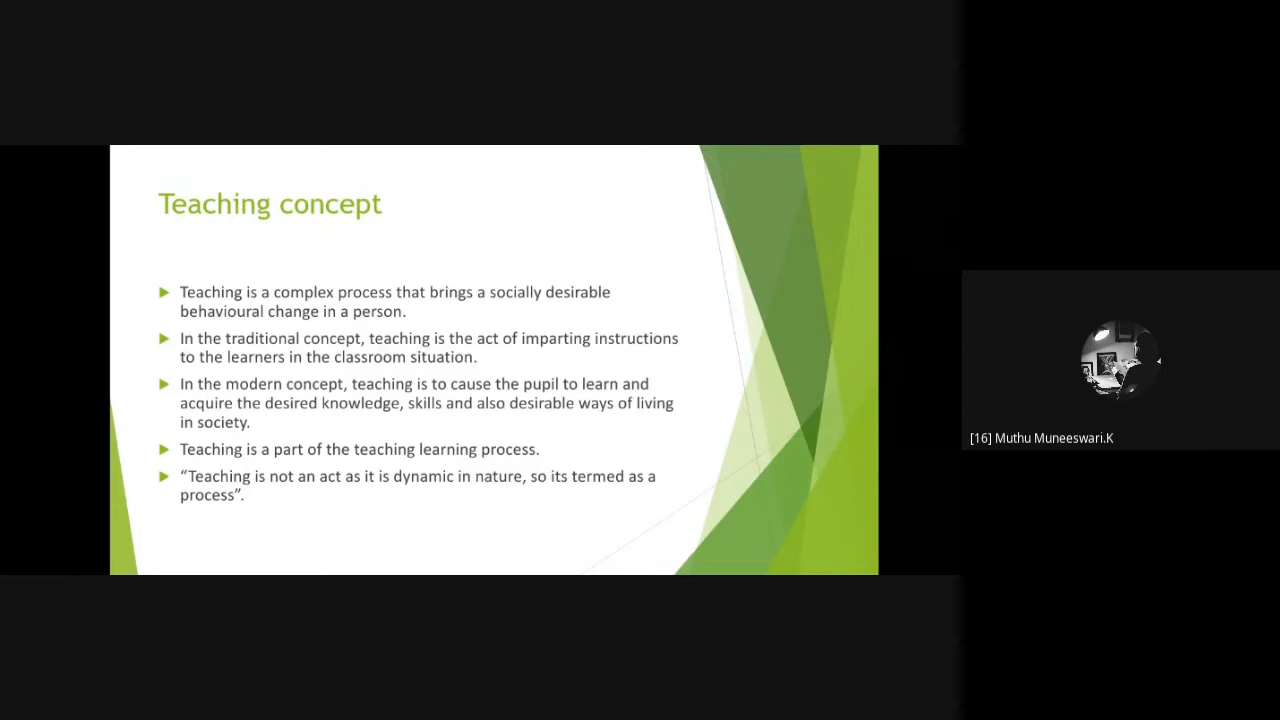 Teaching concept
Teaching is a complex process that brings a socially desirable
behavioural change in a person.
In the traditional concept, teaching is the act of imparting instructions
to the learners in the classroom situation.
In the modern concept, teaching is to cause the pupil to learn and
acquire the desired knowledge, skills and also desirable ways of living
in society.
Teaching is a part of the teaching learning process.
“Teaching is not an act as it is dynamic in nature, so its termed as a
process”.
[16] Muthu Muneeswari.K